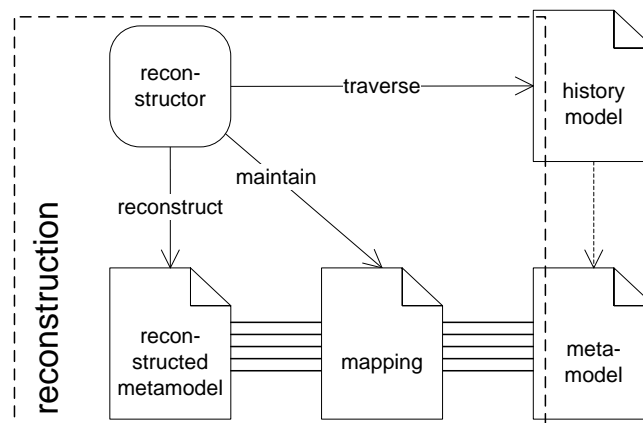 recon-
structor
traverse
history
model
maintain
reconstruct
reconstruction
recon-
structed
metamodel
mapping
meta-
model